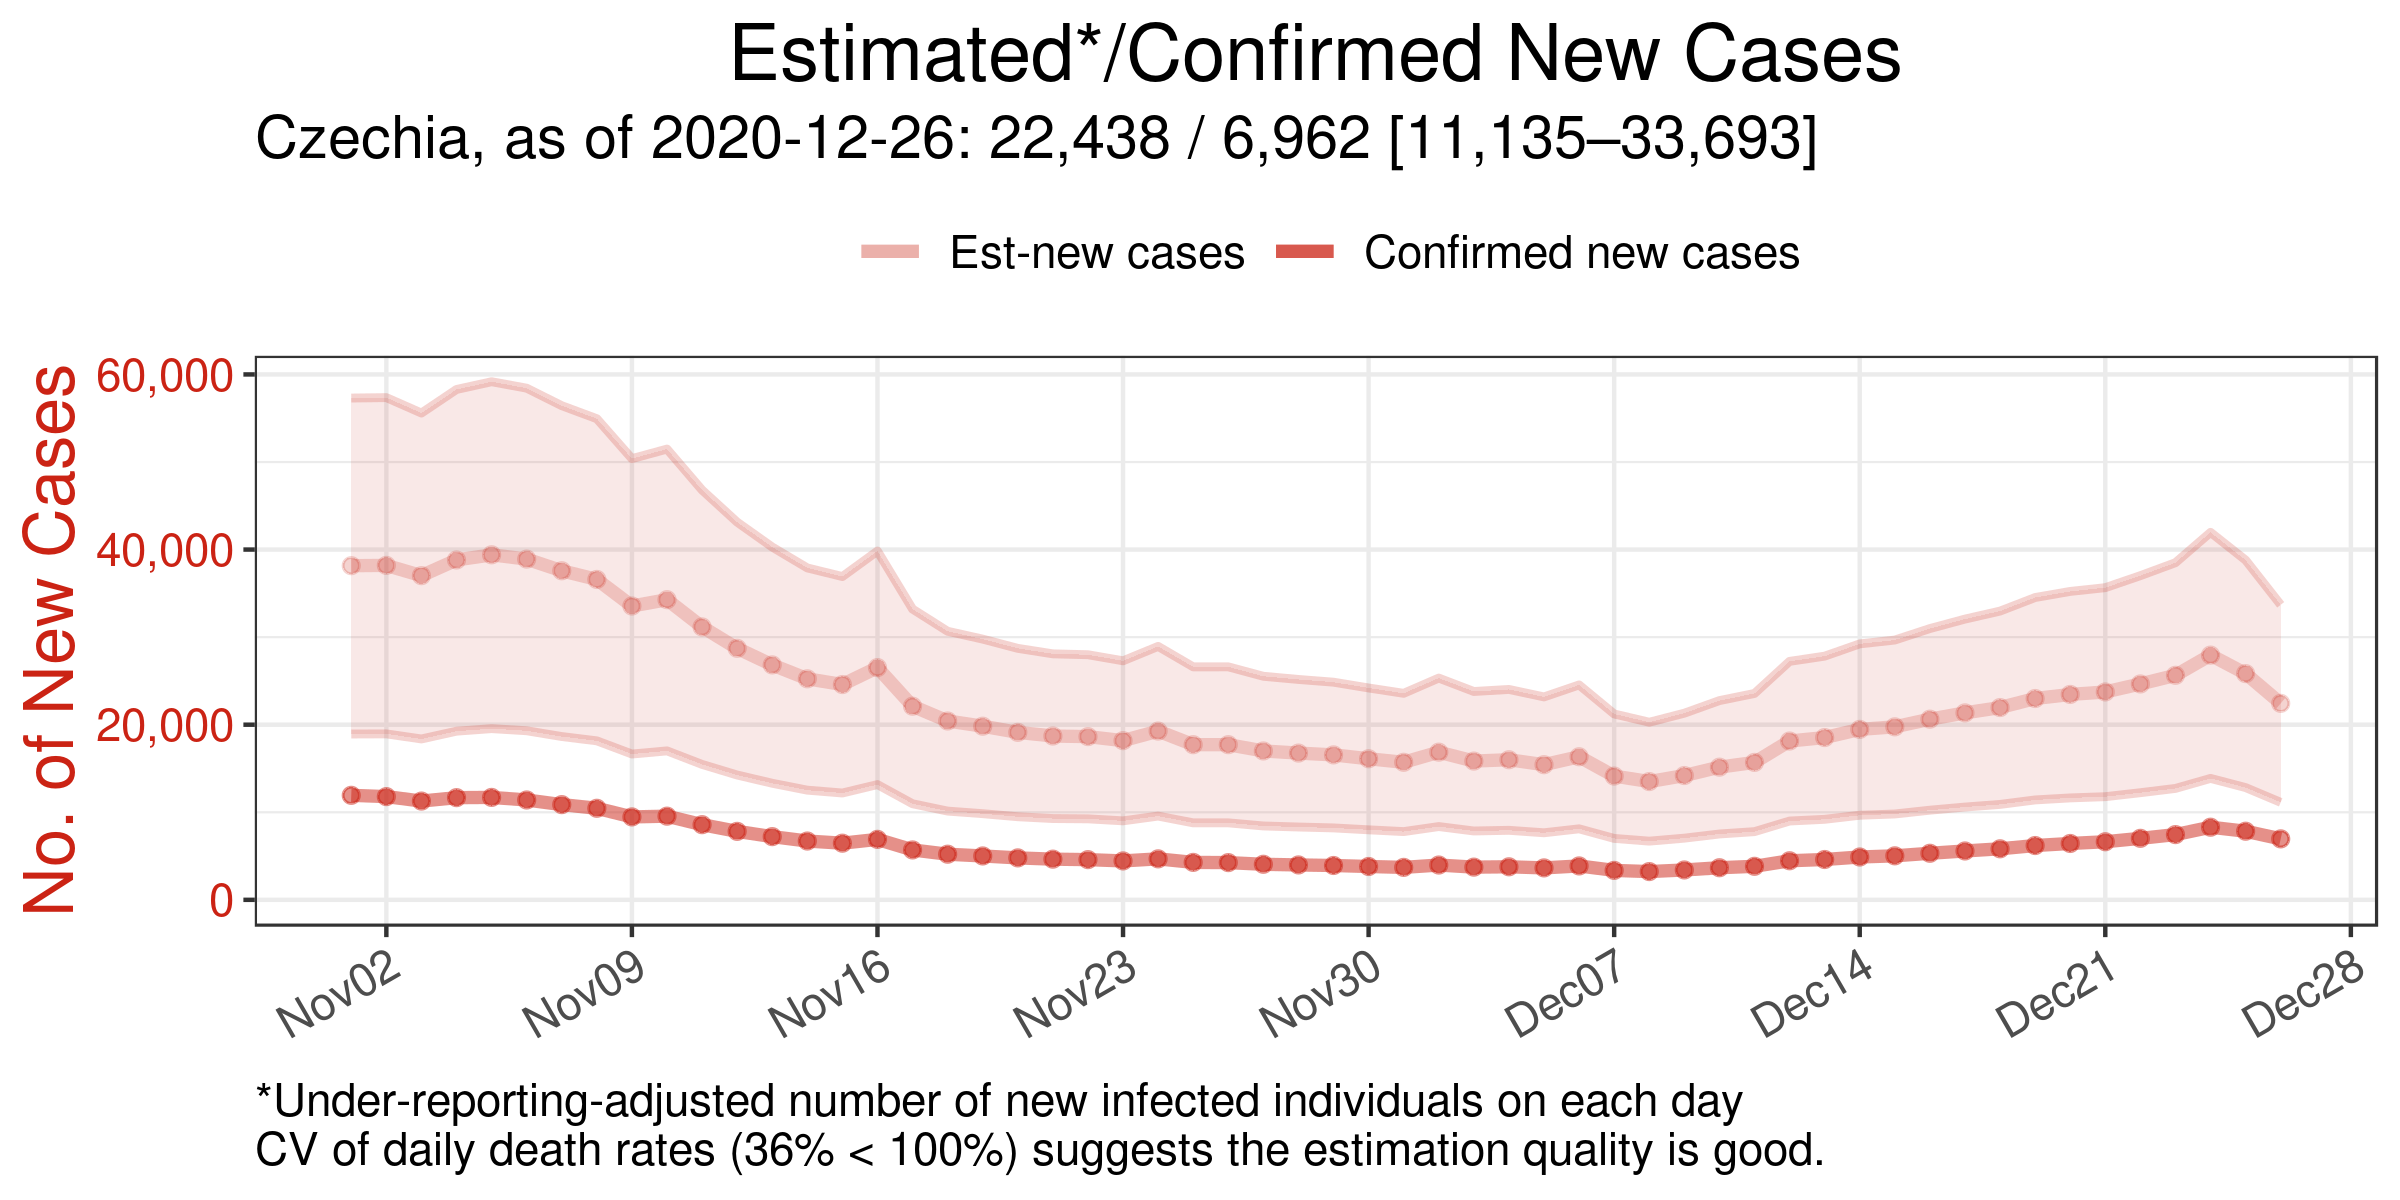 Estimated*/Confirmed New Cases
Czechia, as of 2020-12-26: 22,438 / 6,962 [11,135–33,693]
Est-new cases
Confirmed new cases
No. of New Cases
60,000
40,000
20,000
0
Nov02
Nov09
Nov16
Nov23
Nov30
Dec07
Dec14
Dec21
Dec28
*Under-reporting-adjusted number of new infected individuals on each day
CV of daily death rates (36% < 100%) suggests the estimation quality is good.